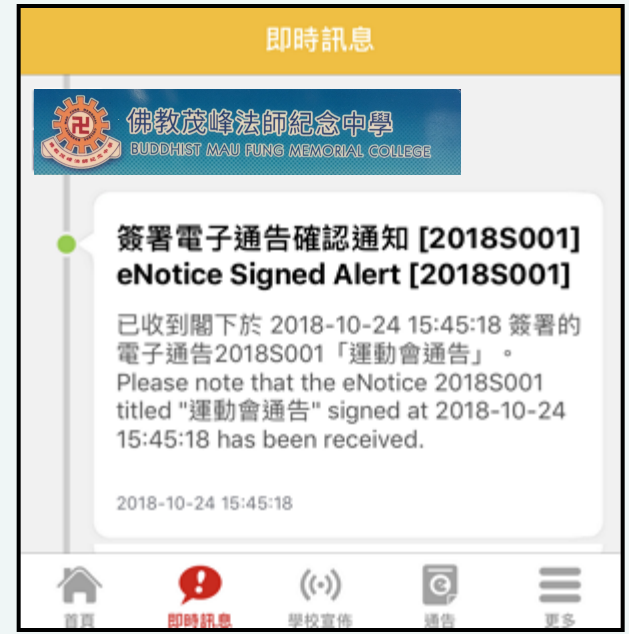 即時訊息
佛教茂峰法師紀念中學
BUDDHIST MAU FUNG MEMORIAL COLLEGE
簽署電子通告確認通知 [2018S001]
eNotice Signed Alert [2018S001]
已收到閣下於 2018-10-24 15:45:18 簽署的
電子通告2018S001「運動會通告」。
Please note that the eNotice 2018S001
titled "運動會通告" signed at 2018-10-24
15:45:18 has been received.
2018-10-24 15:45:18
首頁 即時訊息 學校宣佈 通告 更多